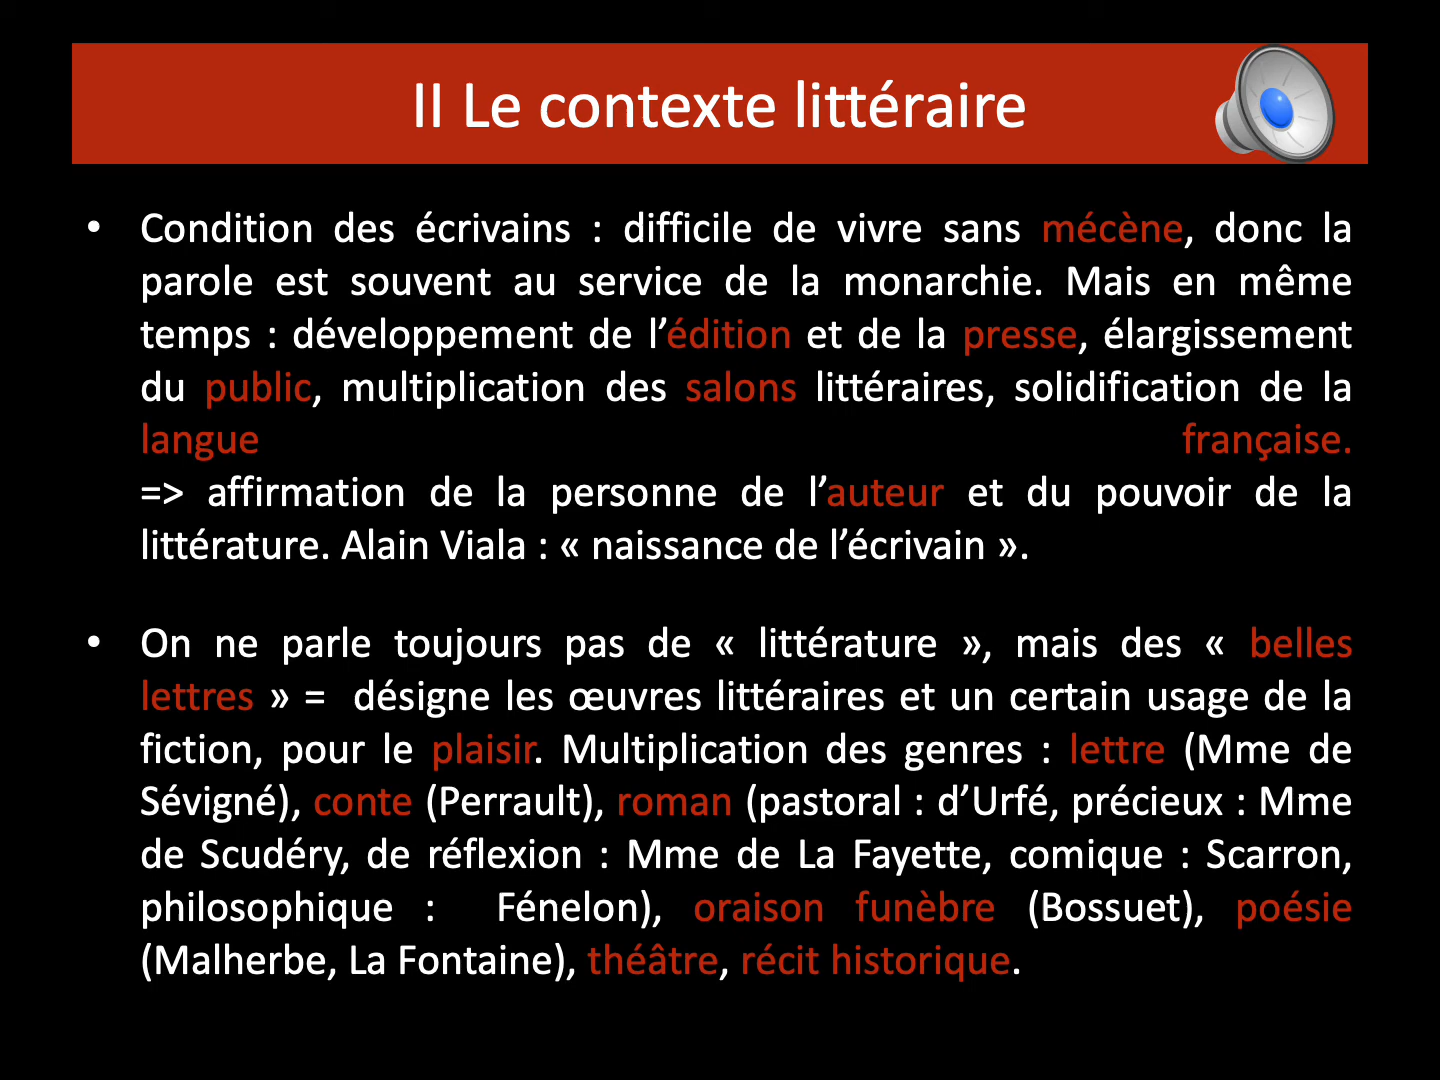 II Le contexte littéraire
• Condition des écrivains : difficile de vivre sans mécène, donc la
parole est souvent au service de la monarchie. Mais en même
temps : développement de l’édition et de la presse, élargissement
du public, multiplication des salons littéraires, solidification de la
langue française.
=> affirmation de la personne de l’auteur et du pouvoir de la
littérature. Alain Viala : « naissance de l’écrivain ».
• On ne parle toujours pas de « littérature », mais des « belles
lettres » = désigne les œuvres littéraires et un certain usage de la
fiction, pour le plaisir. Multiplication des genres : lettre (Mme de
Sévigné), conte (Perrault), roman (pastoral : d’Urfé, précieux : Mme
de Scudéry, de réflexion : Mme de La Fayette, comique : Scarron,
philosophique : Fénelon), oraison funèbre (Bossuet), poésie
(Malherbe, La Fontaine), théâtre, récit historique.